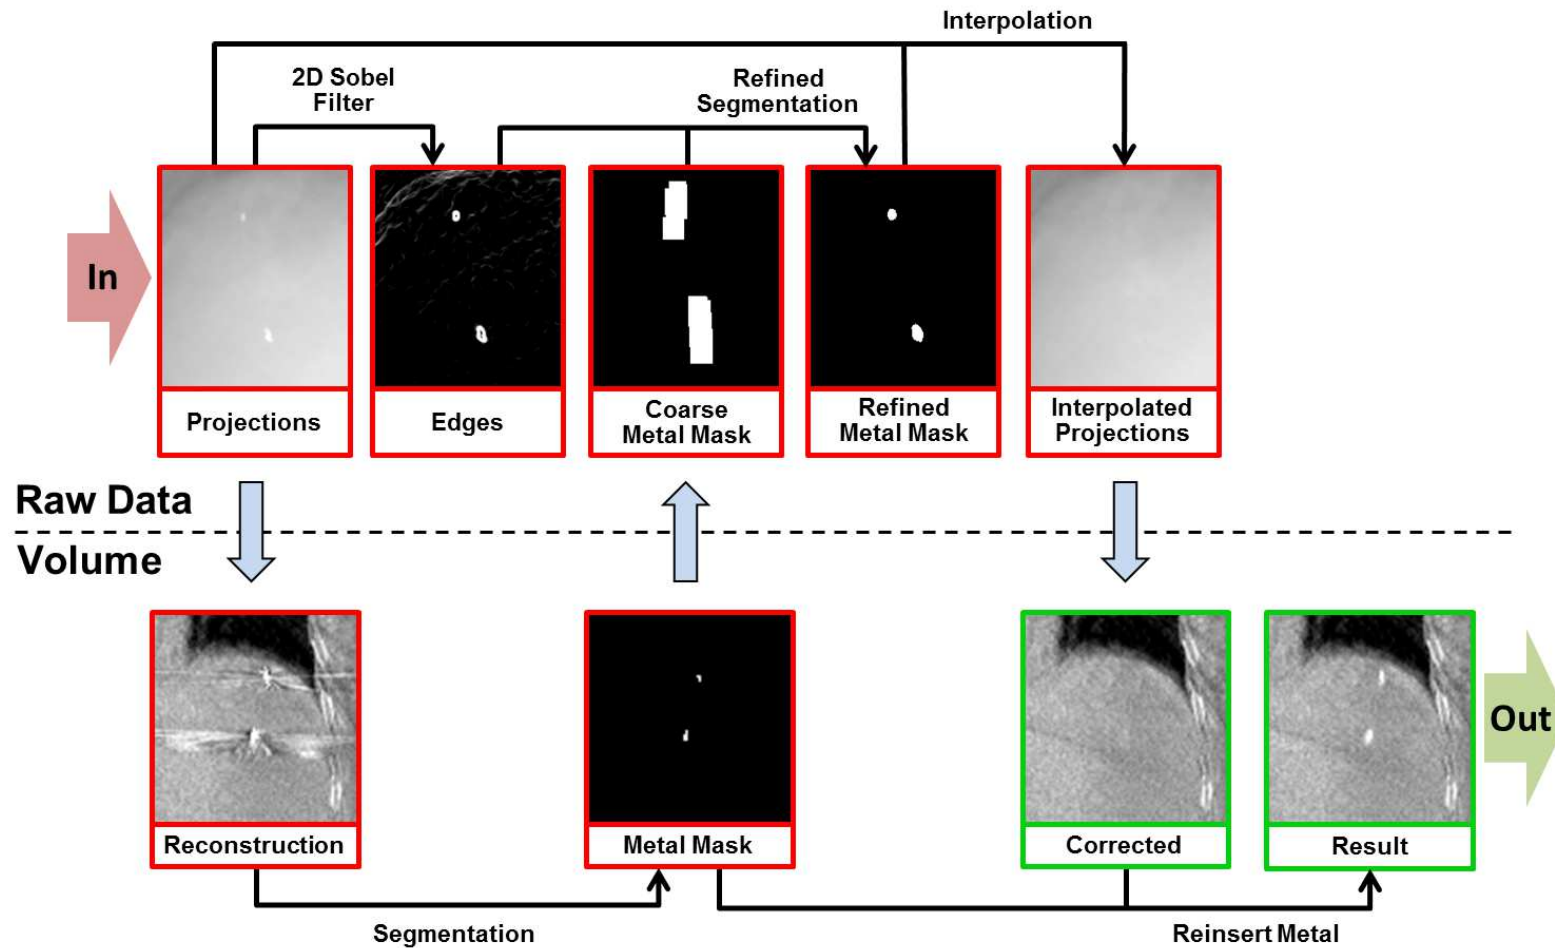 Interpolation
2D Sobel
Filter
Refined
Segmentation
In
Projections
Edges
Coarse
Metal Mask
Refined
Metal Mask
Interpolated
Projections
Raw Data
Volume
Out
Reconstruction
Metal Mask
Corrected
Result
Segmentation
Reinsert Metal